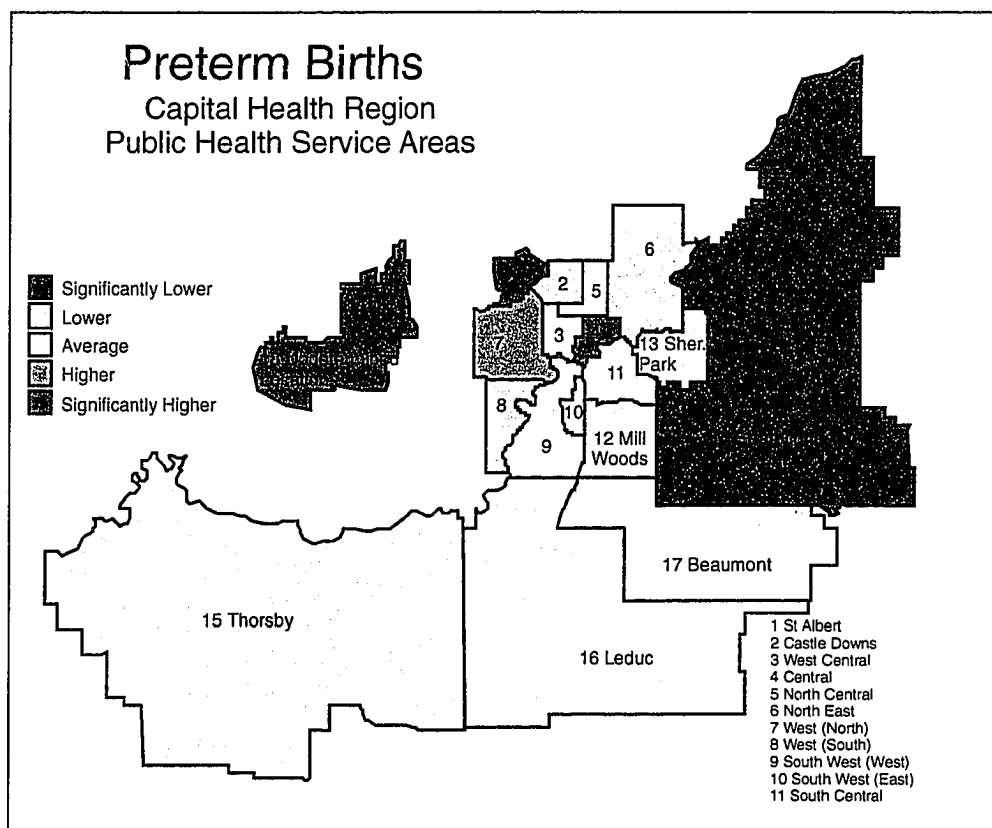 Preterm Births
Capital Health Region
Public Health Service Areas
Significantly Lower
Lower
Average
Higher
Significantly Higher
6
2
5
7
3
13 Sher.
Park
11
8
10
9
12 Mill
Woods
17 Beaumont
15 Thorsby
16 Leduc
1 St Albert
2 Castle Downs
3 West Central
4 Central
5 North Central
6 North East
7 West (North)
8 West (South)
9 South West (West)
10 South West (East)
11 South Central